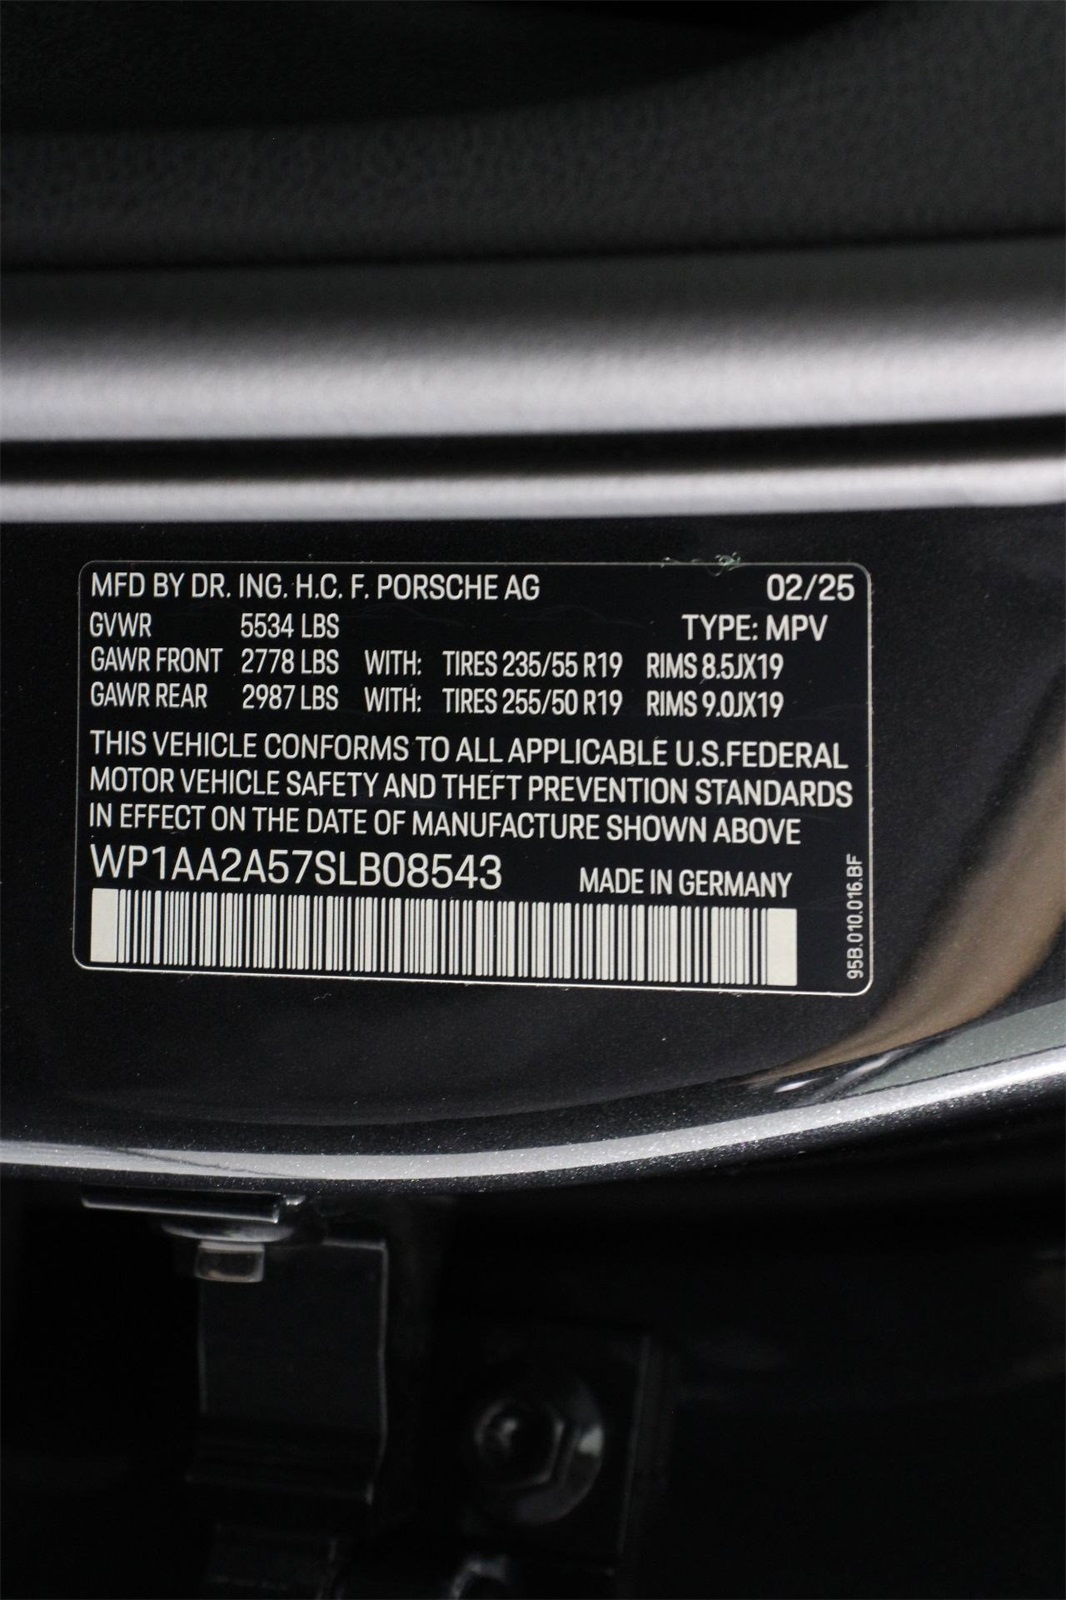 MFD BY DR. ING. H.C. F. PORSCHE AG 02/25
GVWR 5534 LBS TYPE: MPV
GAWR FRONT 2778 LBS WITH: TIRES 235/55 R19 RIMS 8.5JX19
GAWR REAR 2987 LBS WITH: TIRES 255/50 R19 RIMS 9.0JX19
THIS VEHICLE CONFORMS TO ALL APPLICABLE U.S.FEDERAL
MOTOR VEHICLE SAFETY AND THEFT PREVENTION STANDARDS
IN EFFECT ON THE DATE OF MANUFACTURE SHOWN ABOVE
WP1AA2A57SLB08543 MADE IN GERMANY
95B.010.016.BF